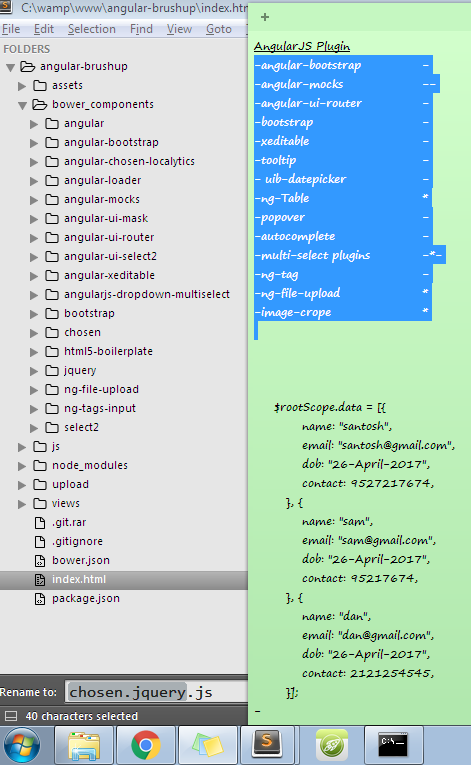 C:\wamp\www\angular-brushup\index.htm
File Edit Selection Find View Goto
FOLDERS
angular-brushup
assets
bower_components
angular
angular-bootstrap
angular-chosen-localytics
angular-loader
angular-mocks
angular-ui-mask
angular-ui-router
angular-ui-select2
angular-xeditable
angularjs-dropdown-multiselect
bootstrap
chosen
html5-boilerplate
jquery
ng-file-upload
ng-tags-input
select2
js
node_modules
upload
views
.git.rar
.gitignore
bower.json
index.html
package.json
Rename to: chosen.jquery.js
40 characters selected
+
AngularJS Plugin
-angular-bootstrap -
-angular-mocks --
-angular-ui-router -
-bootstrap -
-xeditable -
-tooltip -
- uib-datepicker -
-ng-Table *
-popover -
-autocomplete -
-multi-select plugins -*-
-ng-tag -
-ng-file-upload *
-image-crope *
$rootScope.data = [{
name: "santosh",
email: "santosh@gmail.com",
dob: "26-April-2017",
contact: 9527217674,
}, {
name: "sam",
email: "sam@gmail.com",
dob: "26-April-2017",
contact: 95217674,
}, {
name: "dan",
email: "dan@gmail.com",
dob: "26-April-2017",
contact: 2121254545,
}];
-
C:\_